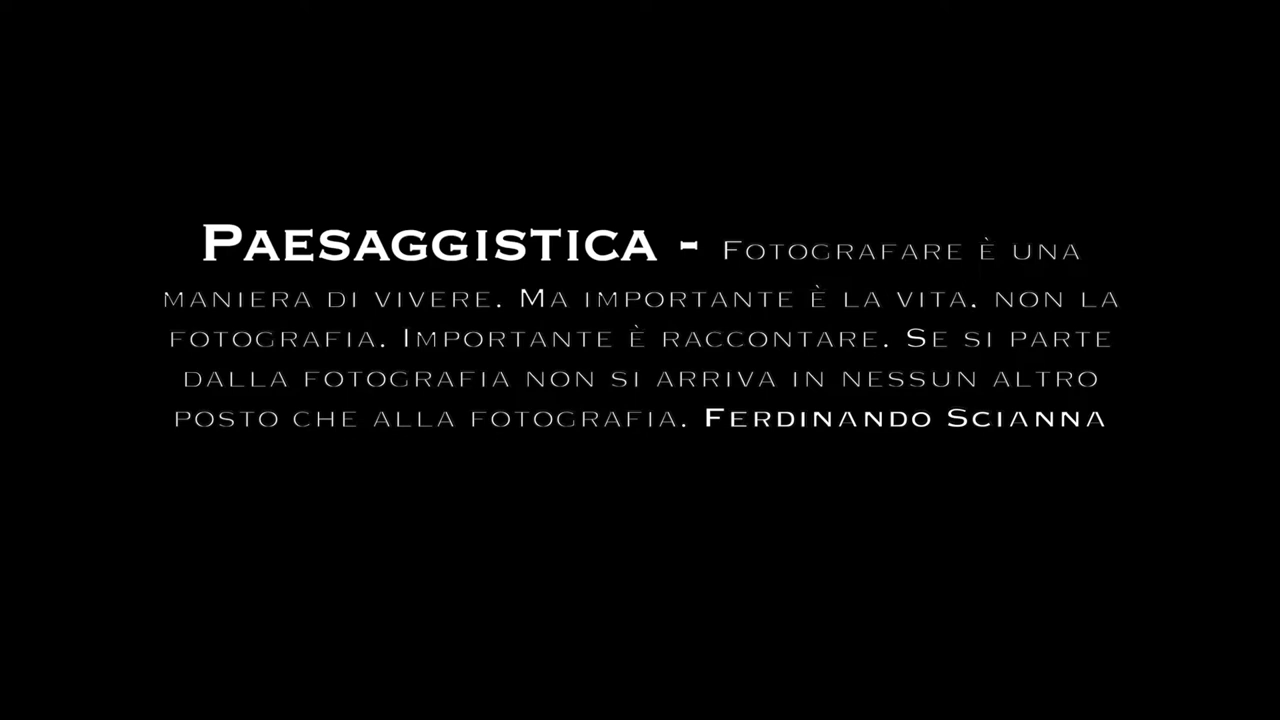 Paesaggistica - Fotografare è una
maniera di vivere. Ma importante è la vita, non la
fotografia. Importante è raccontare. Se si parte
dalla fotografia non si arriva in nessun altro
posto che alla fotografia. Ferdinando Scianna